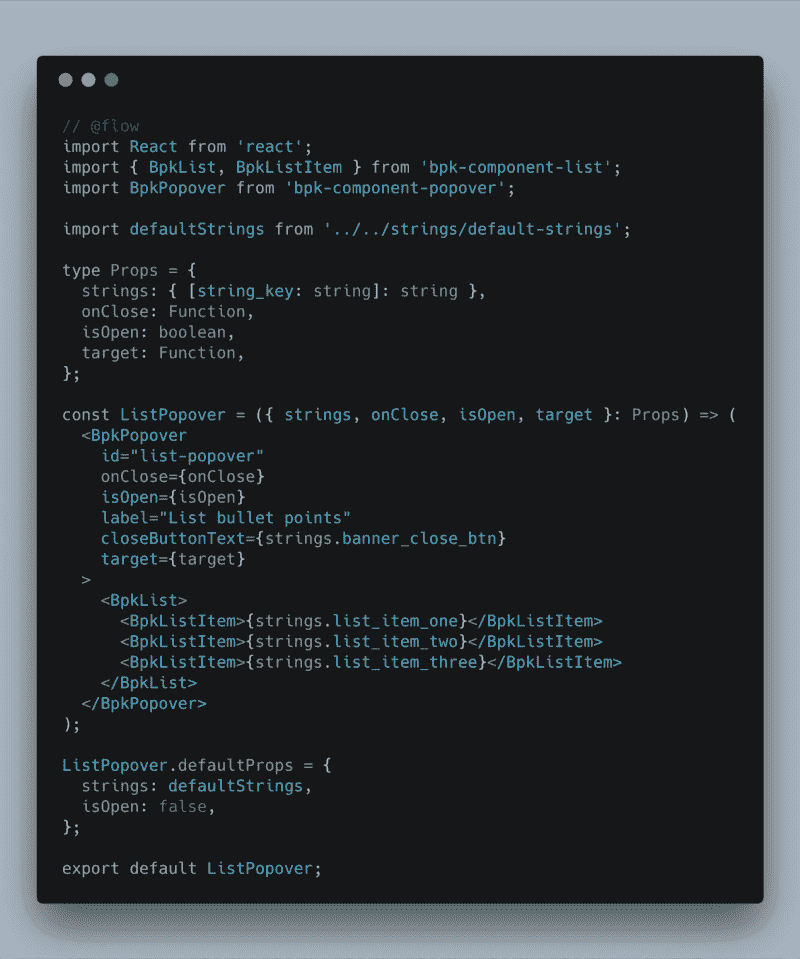 // @flow
import React from 'react';
import { BpkList, BpkListItem } from 'bpk-component-list';
import BpkPopover from 'bpk-component-popover';

import defaultStrings from '../../strings/default-strings';

type Props = {
  strings: { [string_key: string]: string },
  onClose: Function,
  isOpen: boolean,
  target: Function,
};

const ListPopover = ({ strings, onClose, isOpen, target }: Props) => (
  <BpkPopover
    id="list-popover"
    onClose={onClose}
    isOpen={isOpen}
    label="List bullet points"
    closeButtonText={strings.banner_close_btn}
    target={target}
  >
    <BpkList>
      <BpkListItem>{strings.list_item_one}</BpkListItem>
      <BpkListItem>{strings.list_item_two}</BpkListItem>
      <BpkListItem>{strings.list_item_three}</BpkListItem>
    </BpkList>
  </BpkPopover>
);

ListPopover.defaultProps = {
  strings: defaultStrings,
  isOpen: false,
};

export default ListPopover;